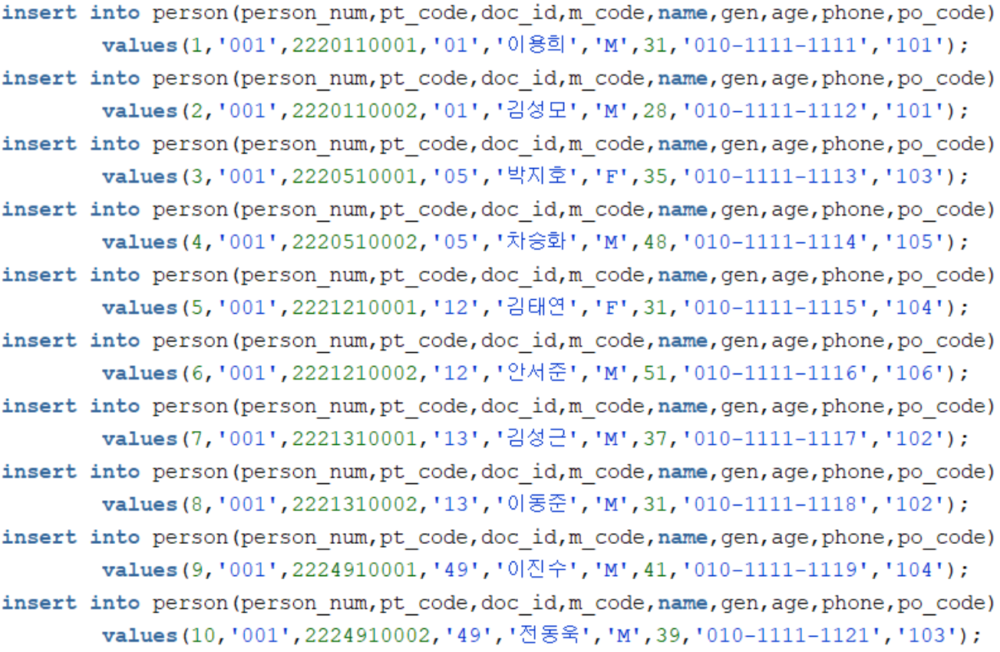 insert into person(person_num,pt_code,doc_id,m_code,name,gen,age,phone,po_code)
values(1,'001',2220110001,'01','이용희','M',31,'010-1111-1111','101');
insert into person(person_num,pt_code,doc_id,m_code,name,gen,age,phone,po_code)
values(2,'001',2220110002,'01','김성모','M',28,'010-1111-1112','101');
insert into person(person_num,pt_code,doc_id,m_code,name,gen,age,phone,po_code)
values(3,'001',2220510001,'05','박지호','F',35,'010-1111-1113','103');
insert into person(person_num,pt_code,doc_id,m_code,name,gen,age,phone,po_code)
values(4,'001',2220510002,'05','차승화','M',48,'010-1111-1114','105');
insert into person(person_num,pt_code,doc_id,m_code,name,gen,age,phone,po_code)
values(5,'001',2221210001,'12','김태연','F',31,'010-1111-1115','104');
insert into person(person_num,pt_code,doc_id,m_code,name,gen,age,phone,po_code)
values(6,'001',2221210002,'12','안서준','M',51,'010-1111-1116','106');
insert into person(person_num,pt_code,doc_id,m_code,name,gen,age,phone,po_code)
values(7,'001',2221310001,'13','김성근','M',37,'010-1111-1117','102');
insert into person(person_num,pt_code,doc_id,m_code,name,gen,age,phone,po_code)
values(8,'001',2221310002,'13','이동준','M',31,'010-1111-1118','102');
insert into person(person_num,pt_code,doc_id,m_code,name,gen,age,phone,po_code)
values(9,'001',2224910001,'49','이진수','M',41,'010-1111-1119','104');
insert into person(person_num,pt_code,doc_id,m_code,name,gen,age,phone,po_code)
values(10,'001',2224910002,'49','전동욱','M',39,'010-1111-1121','103');